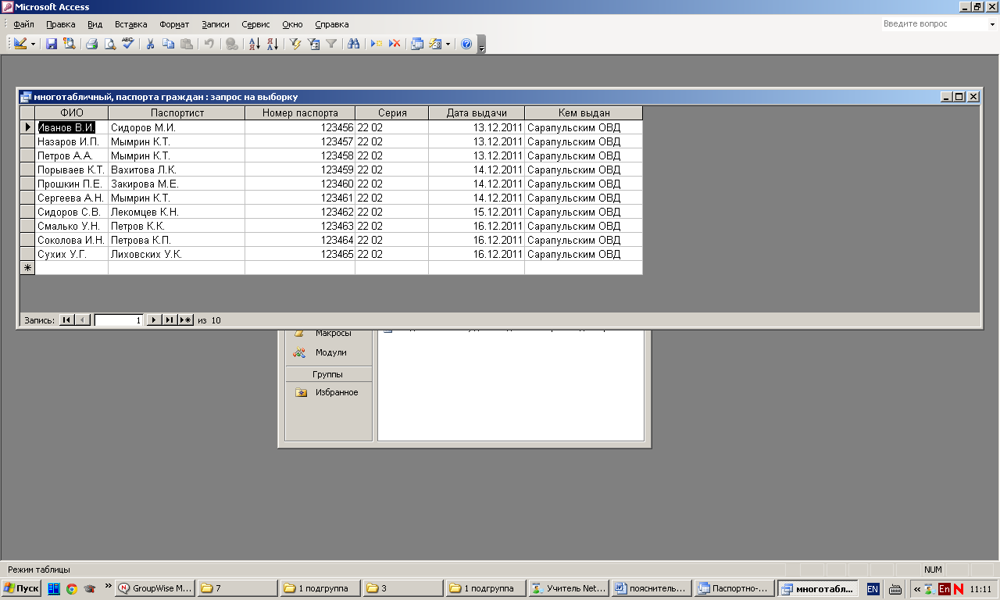 Microsoft Access
Файл Правка Вид Вставка Формат Записи Сервис Окно Справка Введите вопрос
многотабличный, паспорта граждан : запрос на выборку
ФИО Паспортист Номер паспорта Серия Дата выдачи Кем выдан
Иванов В.И. Сидоров М.И. 123456 22 02 13.12.2011 Сарапульским ОВД
Назаров И.П. Мымрин К.Т. 123457 22 02 13.12.2011 Сарапульским ОВД
Петров А.А. Мымрин К.Т. 123458 22 02 13.12.2011 Сарапульским ОВД
Порываев К.Т. Вахитова Л.К. 123459 22 02 14.12.2011 Сарапульским ОВД
Прошкин П.Е. Закирова М.Е. 123460 22 02 14.12.2011 Сарапульским ОВД
Сергеева А.Н. Мымрин К.Т. 123461 22 02 14.12.2011 Сарапульским ОВД
Сидоров С.В. Лекомцев К.Н. 123462 22 02 15.12.2011 Сарапульским ОВД
Смалько У.Н. Петров К.К. 123463 22 02 16.12.2011 Сарапульским ОВД
Соколова И.Н. Петрова К.П. 123464 22 02 16.12.2011 Сарапульским ОВД
Сухих У.Г. Лиховских У.К. 123465 22 02 16.12.2011 Сарапульским ОВД
Запись: 1 из 10
Макросы
Модули
Группы
Избранное
Режим таблицы NUM
Пуск » GroupWise M... 7 1 подгруппа 3 1 подгруппа Учитель Net... пояснитель... Паспортно-... многотабл... EN « En N 11:11